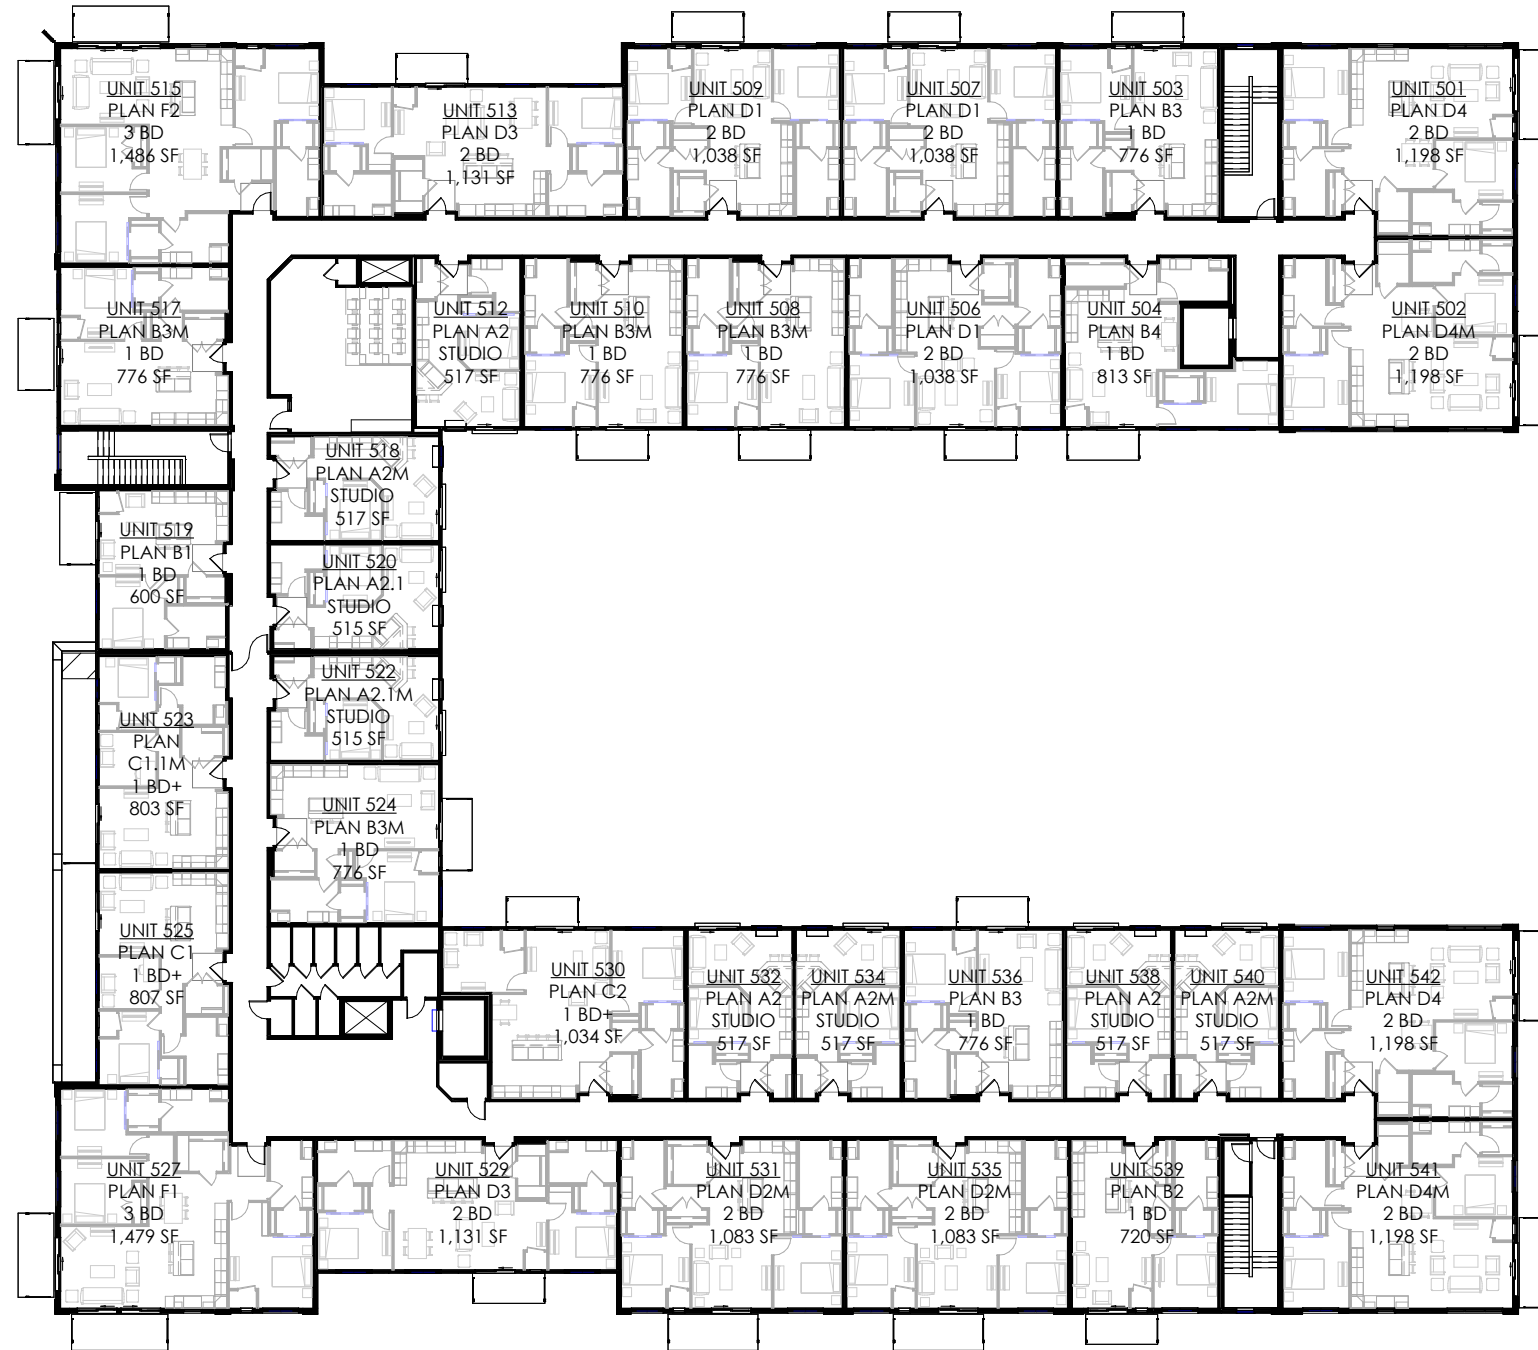 UNIT 515
PLAN F2
3 BD
1,486 SF
UNIT 513
PLAN D3
2 BD
1,131 SF
UNIT 509
PLAN D1
2 BD
1,038 SF
UNIT 507
PLAN D1
2 BD
1,038 SF
UNIT 503
PLAN B3
1 BD
776 SF
UNIT 501
PLAN D4
2 BD
1,198 SF
UNIT 517
PLAN B3M
1 BD
776 SF
UNIT 512
PLAN A2
STUDIO
517 SF
UNIT 510
PLAN B3M
1 BD
776 SF
UNIT 508
PLAN B3M
1 BD
776 SF
UNIT 506
PLAN D1
2 BD
1,038 SF
UNIT 504
PLAN B4
1 BD
813 SF
UNIT 502
PLAN D4M
2 BD
1,198 SF
UNIT 518
PLAN A2M
STUDIO
517 SF
UNIT 519
PLAN B1
1 BD
600 SF
UNIT 520
PLAN A2.1
STUDIO
515 SF
UNIT 522
PLAN A2.1M
STUDIO
515 SF
UNIT 523
PLAN
C1.1M
1 BD+
803 SF
UNIT 524
PLAN B3M
1 BD
776 SF
UNIT 525
PLAN C1
1 BD+
807 SF
UNIT 530
PLAN C2
1 BD+
1,034 SF
UNIT 532
PLAN A2
STUDIO
517 SF
UNIT 534
PLAN A2M
STUDIO
517 SF
UNIT 536
PLAN B3
1 BD
776 SF
UNIT 538
PLAN A2
STUDIO
517 SF
UNIT 540
PLAN A2M
STUDIO
517 SF
UNIT 542
PLAN D4
2 BD
1,198 SF
UNIT 527
PLAN F1
3 BD
1,479 SF
UNIT 529
PLAN D3
2 BD
1,131 SF
UNIT 531
PLAN D2M
2 BD
1,083 SF
UNIT 535
PLAN D2M
2 BD
1,083 SF
UNIT 539
PLAN B2
1 BD
720 SF
UNIT 541
PLAN D4M
2 BD
1,198 SF